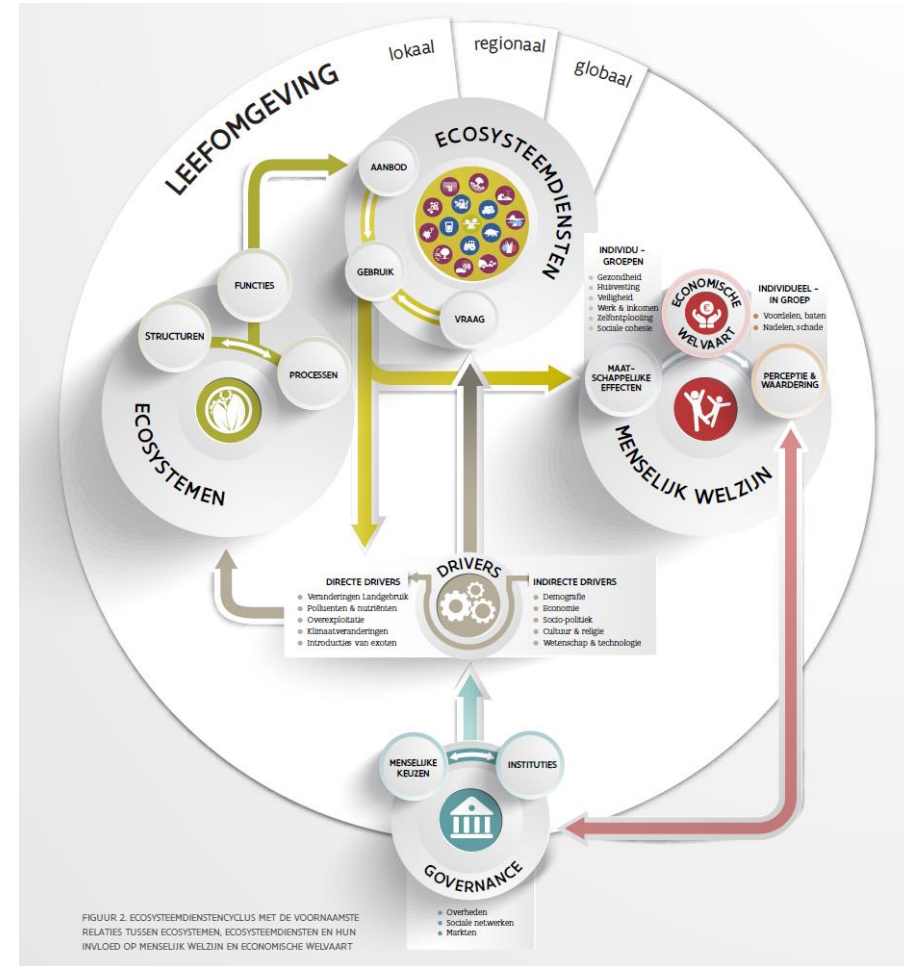 LEEFOMGEVING
lokaal
regionaal
globaal
ECOSYSTEEMDIENSTEN
AANBOD
GEBRUIK
VRAAG
FUNCTIES
STRUCTUREN
PROCESSEN
ECOSYSTEMEN
INDIVIDU –
GROEPEN
Gezondheid
Huisvesting
Veiligheid
Werk & inkomen
Zelfontplooiing
Sociale cohesie
ECONOMISCHE
WELVAART
INDIVIDUEEL –
IN GROEP
Voordelen, baten
Nadelen, schade
MAAT-
SCHAPPELIJKE
EFFECTEN
PERCEPTIE &
WAARDERING
MENSELIJK WELZIJN
DRIVERS
DIRECTE DRIVERS
Veranderingen Landgebruik
Polluenten & nutriënten
Overexploitatie
Klimaatveranderingen
Introducties van exoten
INDIRECTE DRIVERS
Demografie
Economie
Socio-politiek
Cultuur & religie
Wetenschap & technologie
MENSELIJKE
KEUZEN
INSTITUTIES
GOVERNANCE
Overheden
Sociale netwerken
Markten
FIGUUR 2. ECOSYSTEEMDIENSTENCYCLUS MET DE VOORNAAMSTE
RELATIES TUSSEN ECOSYSTEMEN, ECOSYSTEEMDIENSTEN EN HUN
INVLOED OP MENSELIJK WELZIJN EN ECONOMISCHE WELVAART